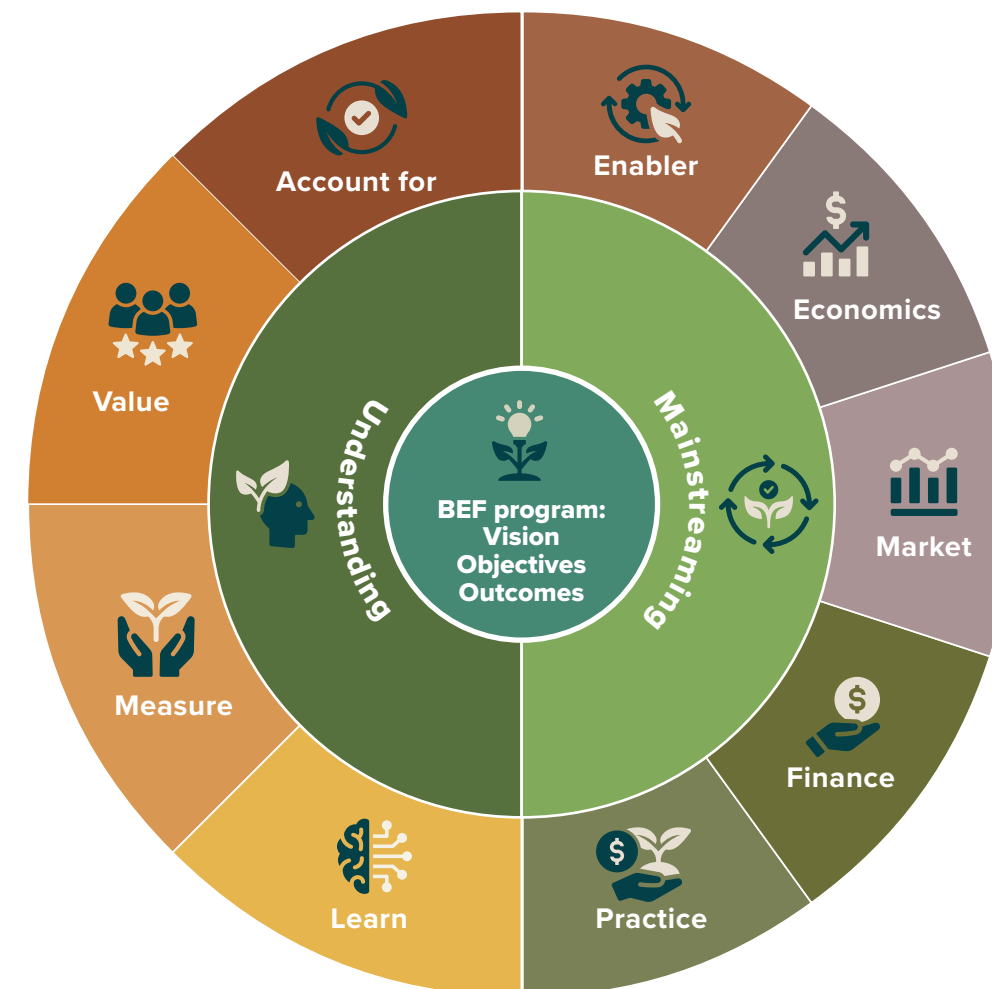 Account for
Enabler
$
Economics
Value
Understanding
Mainstreaming
Market
BEF program:
Vision
Objectives
Outcomes
Measure
$
Finance
$
Learn
Practice